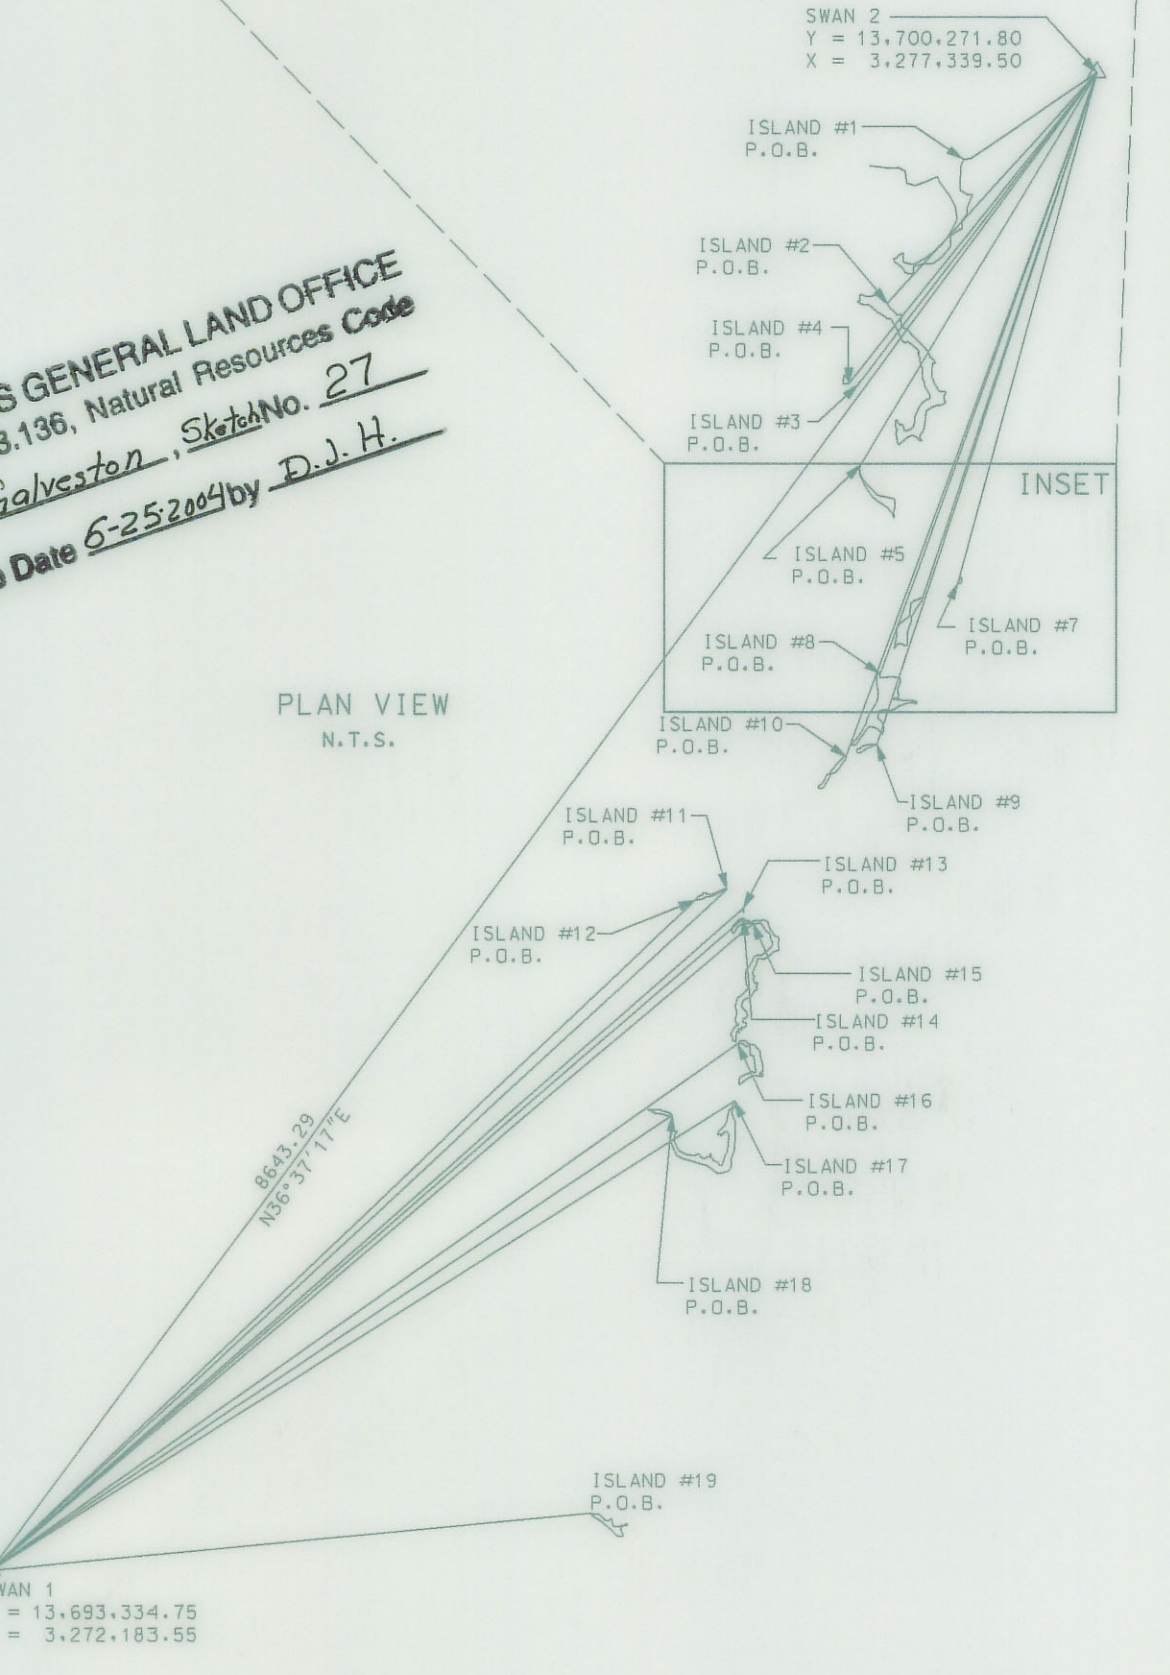 SWAN 2
Y = 13,700,271.80
X = 3,277,339.50
ISLAND #1
P.O.B.
ISLAND #2
P.O.B.
S GENERAL LAND OFFICE
3.136, Natural Resources Code
Galveston, Sketch No. 27
Date 6-25-2004 by D.J.H.
ISLAND #4
P.O.B.
ISLAND #3
P.O.B.
INSET
ISLAND #5
P.O.B.
ISLAND #7
P.O.B.
ISLAND #8
P.O.B.
PLAN VIEW
N.T.S.
ISLAND #10
P.O.B.
ISLAND #9
P.O.B.
ISLAND #11
P.O.B.
ISLAND #13
P.O.B.
ISLAND #12
P.O.B.
ISLAND #15
P.O.B.
ISLAND #14
P.O.B.
ISLAND #16
P.O.B.
8643.29
N36°37'17"E
ISLAND #17
P.O.B.
ISLAND #18
P.O.B.
ISLAND #19
P.O.B.
WAN 1
= 13,693,334.75
= 3,272,183.55